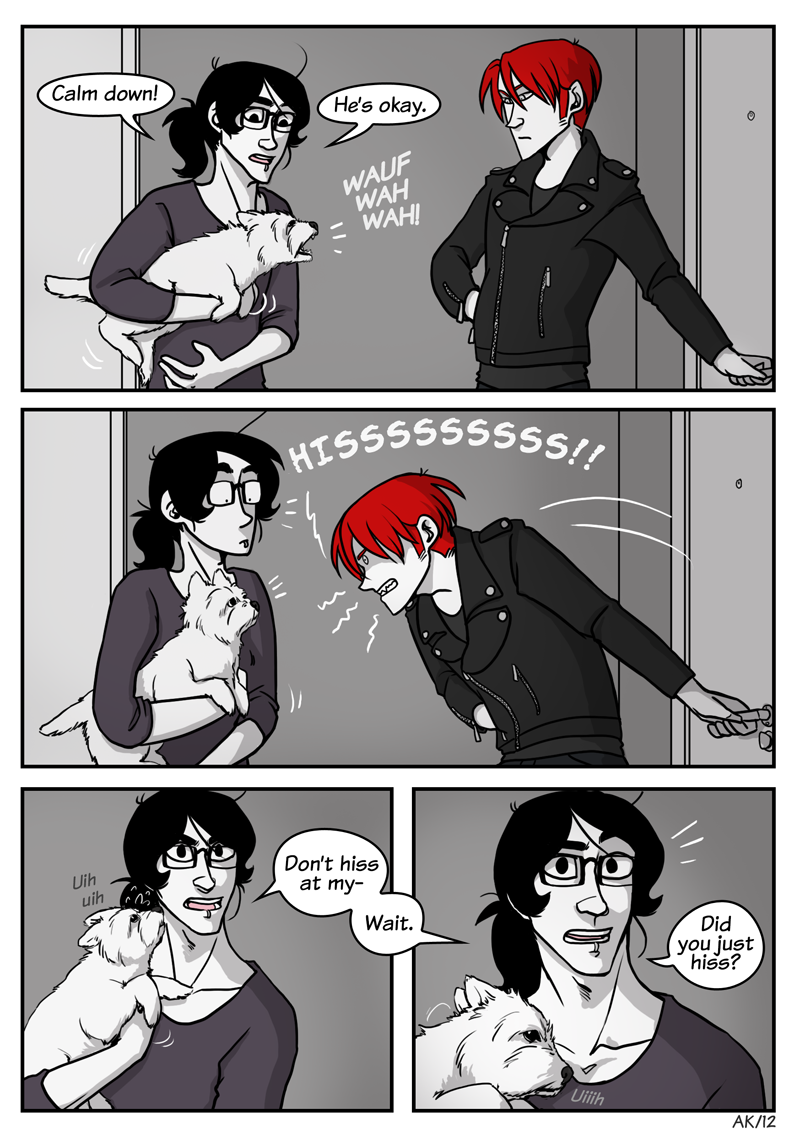 Calm down!
He's okay.
WAUF
WAH
WAH!
HISSSSSSSSSS!!
Uih
uih
Don't hiss
at my-
Wait.
Did
you just
hiss?
Uiiih
AK/12